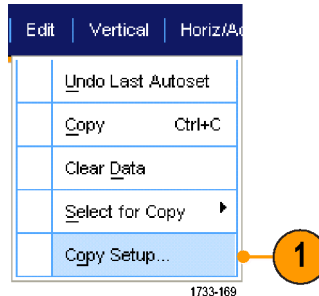 Edit | Vertical | Horiz/Ac
Undo Last Autoset
Copy Ctrl+C
Clear Data
Select for Copy
Copy Setup...
1
1733-169